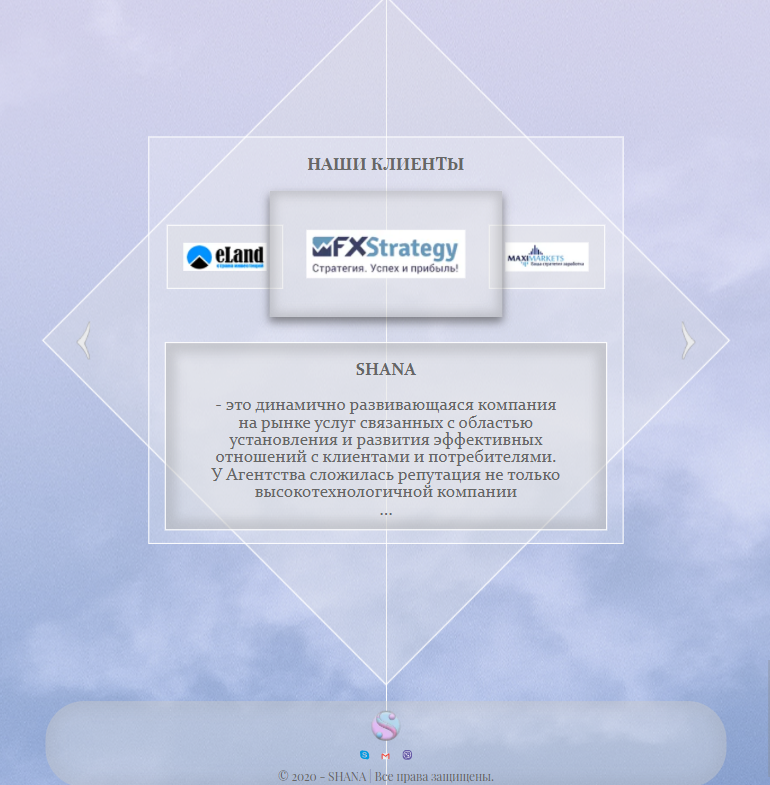 НАШИ КЛИЕНТЫ
eLand
FXStrategy
Стратегия. Успех и прибыль!
MAXIMARKETS
SHANA
- это динамично развивающаяся компания
на рынке услуг связанных с областью
установления и развития эффективных
отношений с клиентами и потребителями.
У Агентства сложилась репутация не только
высокотехнологичной компании
...
© 2020 - SHANA | Все права защищены.